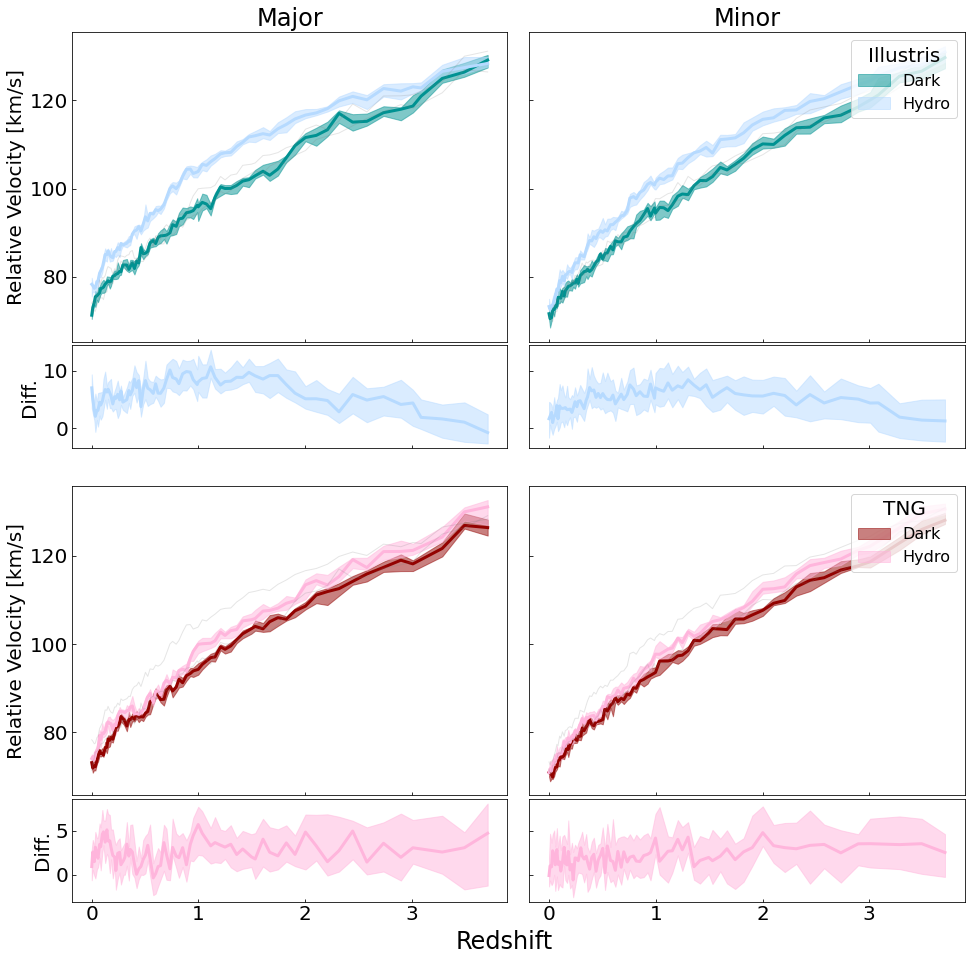 Major
Minor
Relative Velocity [km/s]
120
100
80
Illustris
Dark
Hydro
Diff.
10
0
Relative Velocity [km/s]
120
100
80
TNG
Dark
Hydro
Diff.
5
0
0 1 2 3
0 1 2 3
Redshift